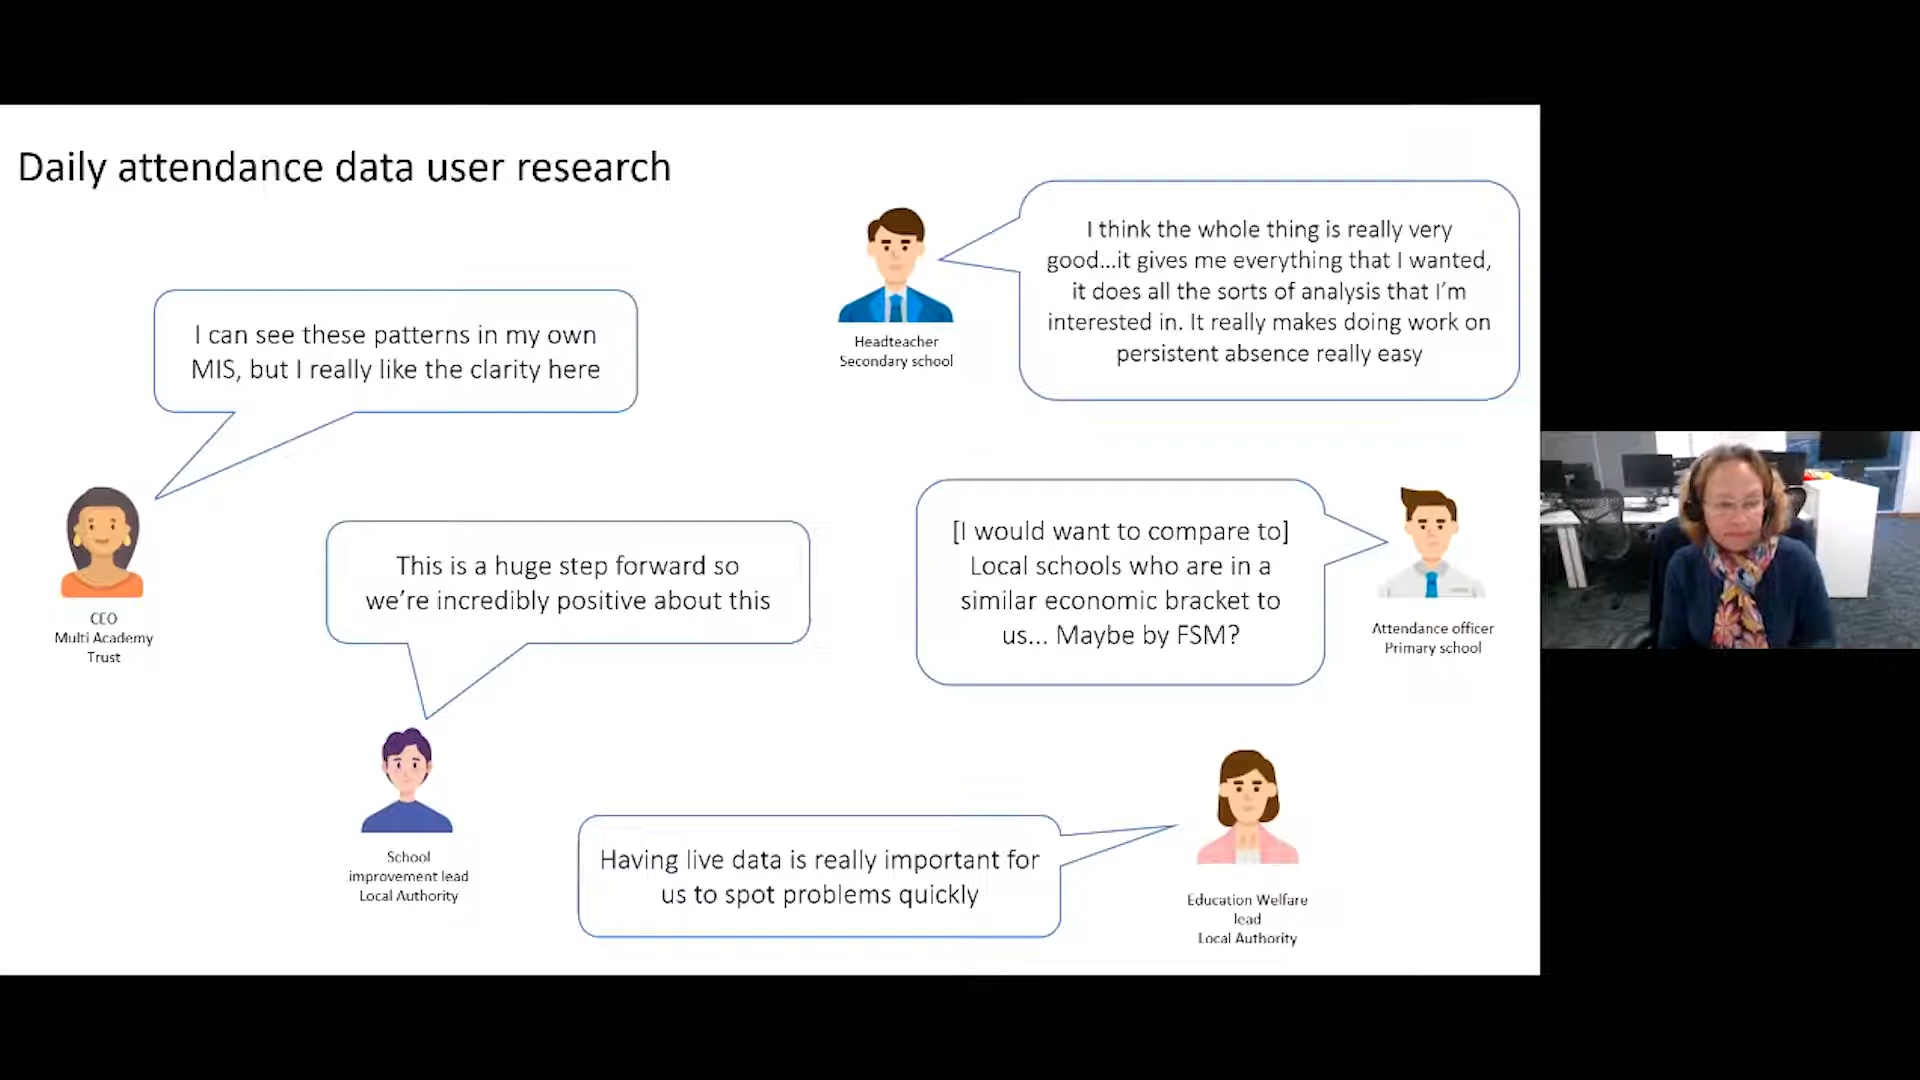 Daily attendance data user research
I think the whole thing is really very
good...it gives me everything that I wanted,
it does all the sorts of analysis that I'm
interested in. It really makes doing work on
persistent absence really easy
Headteacher
Secondary school
I can see these patterns in my own
MIS, but I really like the clarity here
CEO
Multi Academy
Trust
This is a huge step forward so
we're incredibly positive about this
[I would want to compare to]
Local schools who are in a
similar economic bracket to
us... Maybe by FSM?
Attendance officer
Primary school
School
improvement lead
Local Authority
Having live data is really important for
us to spot problems quickly
Education Welfare
lead
Local Authority